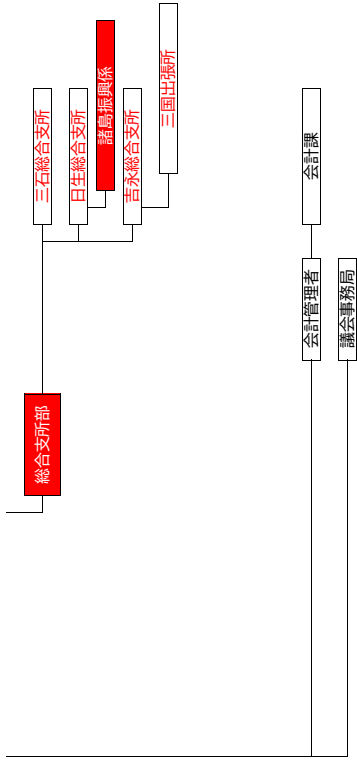 総合支所部
三石総合支所
日生総合支所
諸島振興係
吉永総合支所
三国出張所
会計管理者
会計課
議会事務局